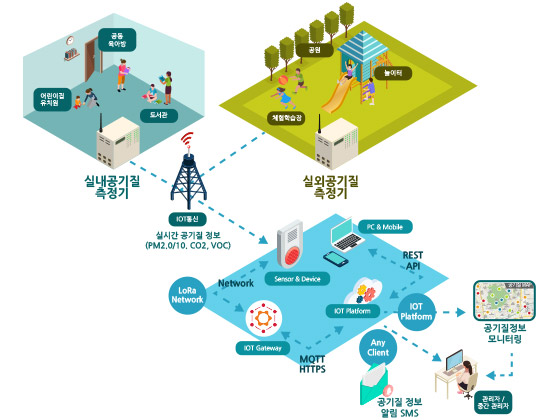 공동
육아방
어린이집
유치원
도서관
공원
놀이터
체험학습장
실내공기질
측정기
실외공기질
측정기
IOT통신
실시간 공기질 정보
(PM2,0/10, CO2, VOC)
PC & Mobile
Sensor & Device
REST
API
LoRa
Network
Network
IOT Platform
IOT
Platform
IOT Gateway
MQTT
HTTPS
Any
Client
공기질정보
모니터링
공기질 정보
알림 SMS
관리자 /
중간 관리자